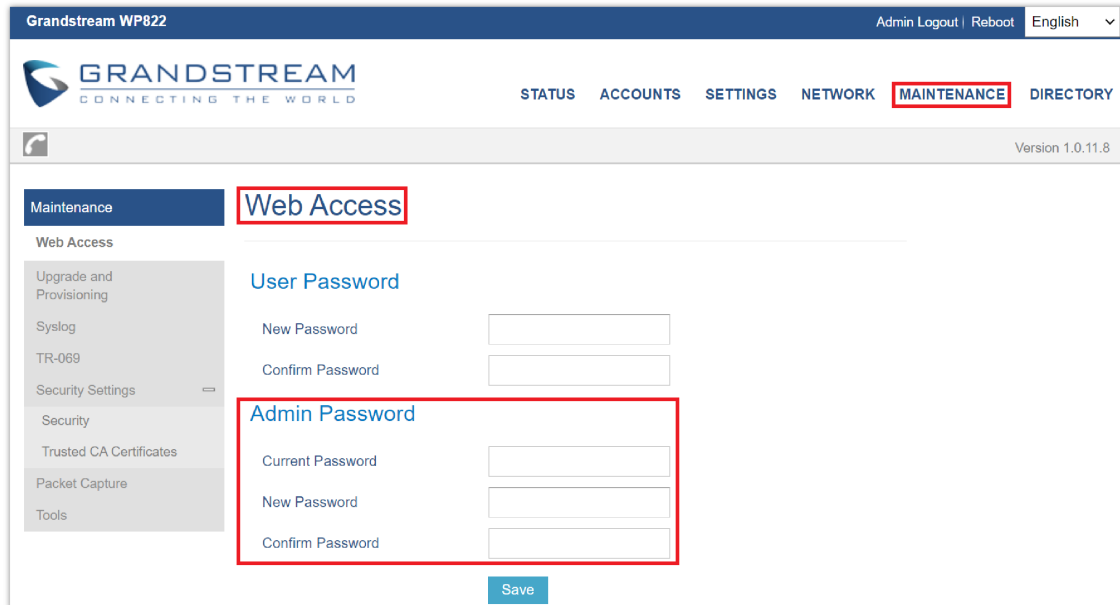 Grandstream WP822
Admin Logout | Reboot English
GRANDSTREAM
CONNECTING THE WORLD
STATUS ACCOUNTS SETTINGS NETWORK MAINTENANCE DIRECTORY
Version 1.0.11.8
Maintenance
Web Access
Upgrade and
Provisioning
Syslog
TR-069
Security Settings
Security
Trusted CA Certificates
Packet Capture
Tools
Web Access
User Password
New Password
Confirm Password
Admin Password
Current Password
New Password
Confirm Password
Save